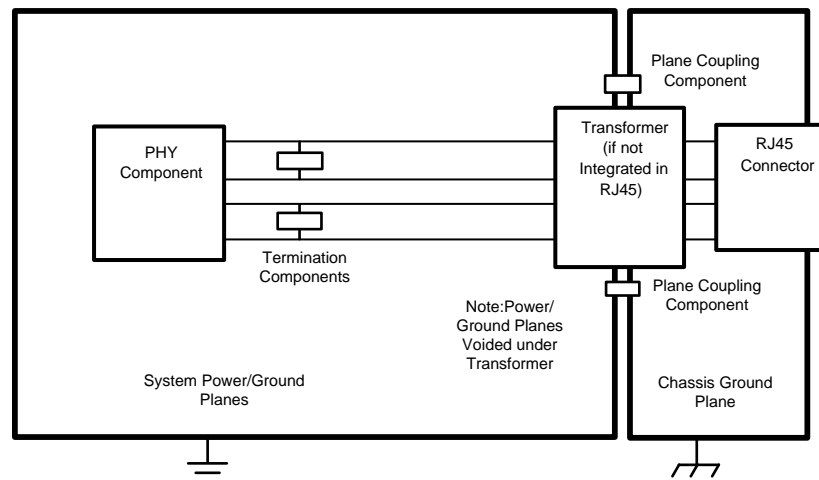 Plane Coupling
Component
Transformer
(if not
Integrated in
RJ45)
RJ45
Connector
PHY
Component
Termination
Components
Plane Coupling
Component
Note:Power/
Ground Planes
Voided under
Transformer
System Power/Ground
Planes
Chassis Ground
Plane